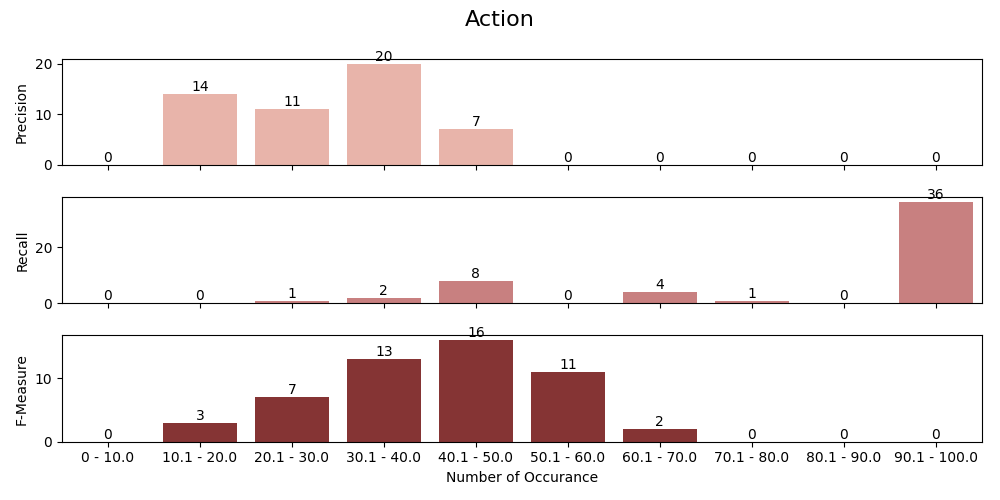 Action
Precision
20
10
0
0 14 11 20 7 0 0 0 0 0
Recall
20
0
0 0 1 2 8 0 4 1 0 36
F-Measure
10
0
0 3 7 13 16 11 2 0 0 0
0 - 10.0 10.1 - 20.0 20.1 - 30.0 30.1 - 40.0 40.1 - 50.0 50.1 - 60.0 60.1 - 70.0 70.1 - 80.0 80.1 - 90.0 90.1 - 100.0
Number of Occurance